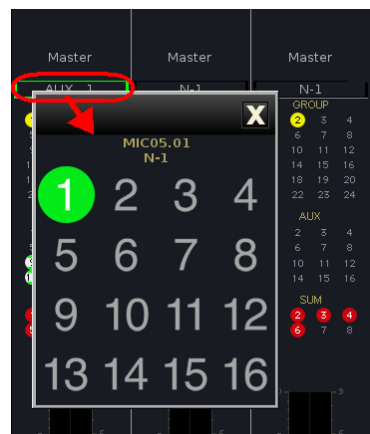 Master Master Master
AUX 1 N-1 N-1
X
MIC05.01
N-1
1 2 3 4
5 6 7 8
9 10 11 12
13 14 15 16
GROUP
2 3 4
6 7 8
10 11 12
14 15 16
18 19 20
22 23 24
AUX
2 3 4
6 7 8
10 11 12
14 15 16
SUM
2 3 4
6 7 8